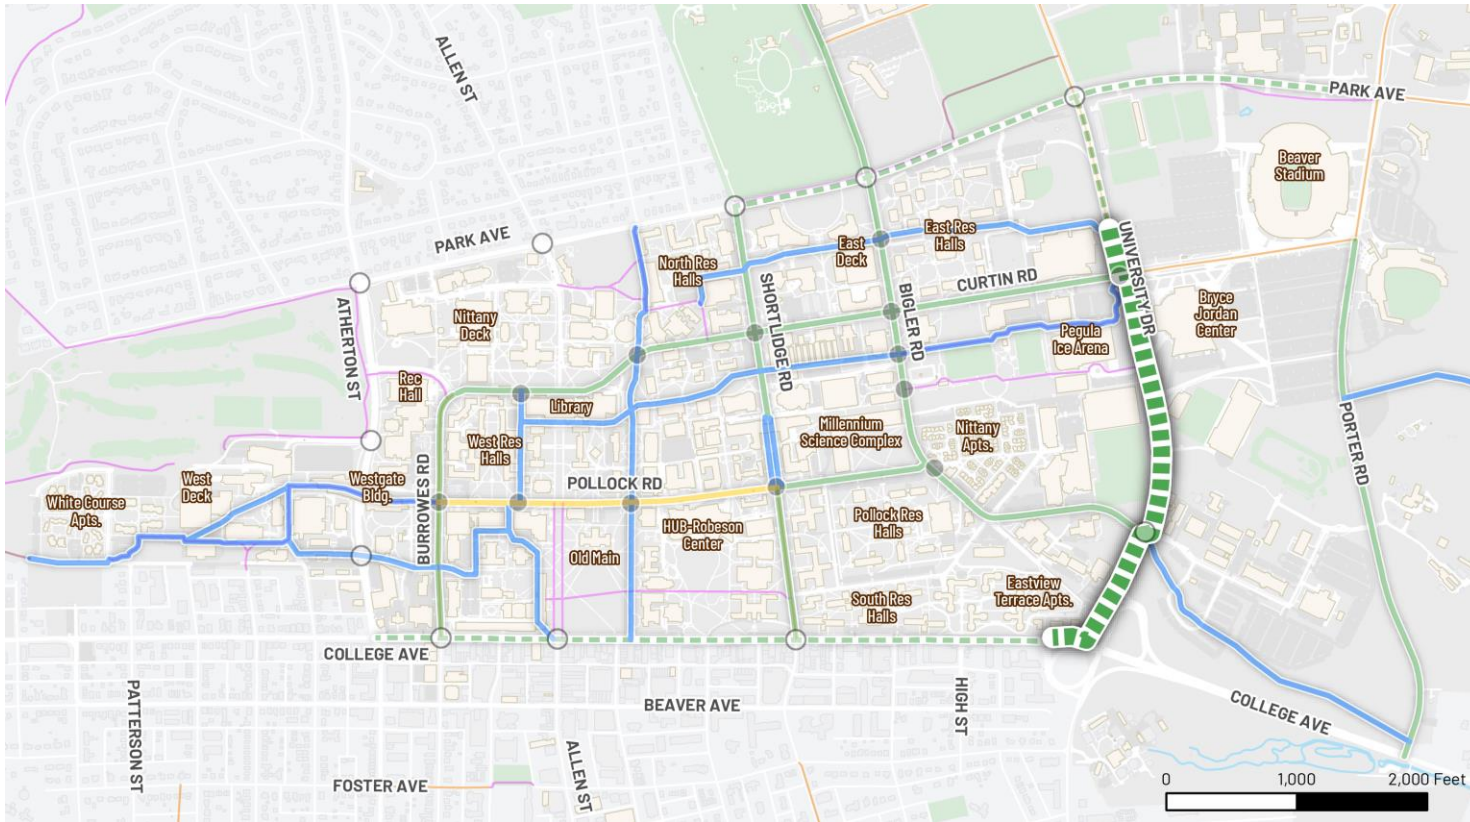 ALLEN ST
PARK AVE
Beaver
Stadium
UNIVERSITY DR
East Res
Halls
East
Deck
PARK AVE
North Res
Halls
CURTIN RD
SHORTLIDGE RD
BIGLER RD
Bryce
Jordan
Center
ATHERTON ST
Nittany
Deck
Pegula
Ice Arena
Rec
Hall
Library
West Res
Halls
Millennium
Science Complex
Nittany
Apts.
PORTER RD
West
Deck
Westgate
Bldg.
POLLOCK RD
White Course
Apts.
BURROWES RD
HUB-Robeson
Center
Pollock Res
Halls
Old Main
Eastview
Terrace Apts.
South Res
Halls
COLLEGE AVE
BEAVER AVE
HIGH ST
COLLEGE AVE
PATTERSON ST
ALLEN ST
FOSTER AVE
0 1,000 2,000 Feet